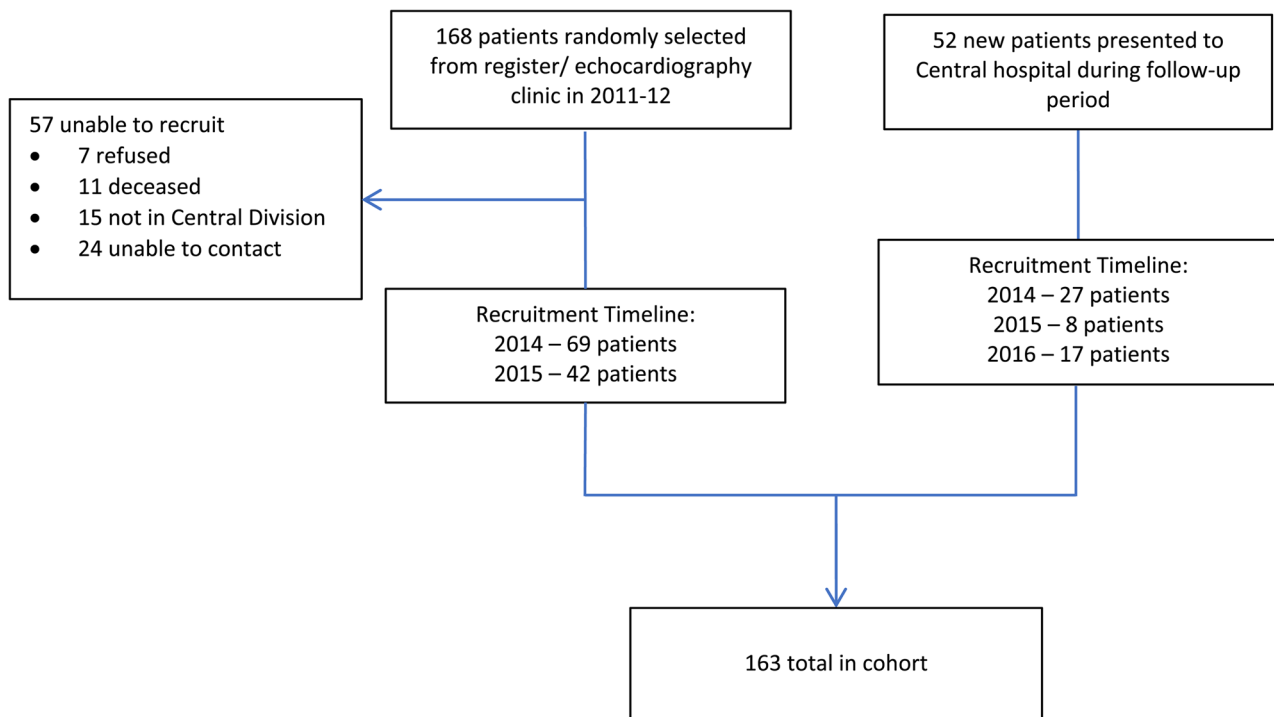 168 patients randomly selected
from register/ echocardiography
clinic in 2011-12
52 new patients presented to
Central hospital during follow-up
period
57 unable to recruit
• 7 refused
• 11 deceased
• 15 not in Central Division
• 24 unable to contact
Recruitment Timeline:
2014 – 69 patients
2015 – 42 patients
Recruitment Timeline:
2014 – 27 patients
2015 – 8 patients
2016 – 17 patients
163 total in cohort